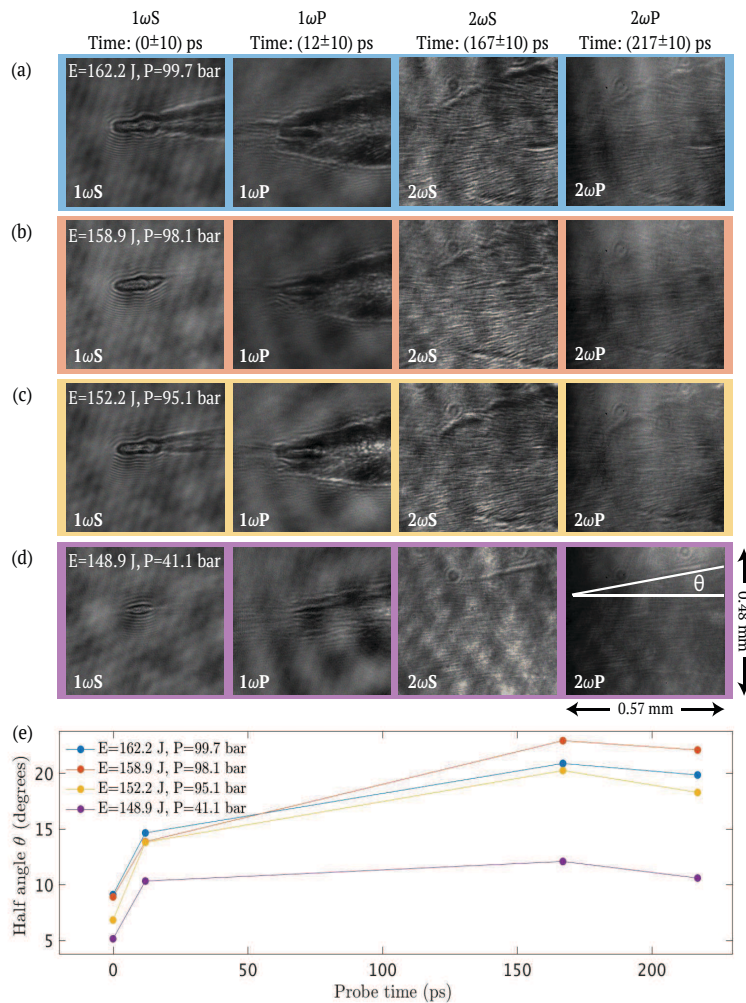 1ωS 1ωP 2ωS 2ωP
Time: (0±10) ps Time: (12±10) ps Time: (167±10) ps Time: (217±10) ps
(a)
E=162.2 J, P=99.7 bar
1ωS 1ωP 2ωS 2ωP
(b)
E=158.9 J, P=98.1 bar
1ωS 1ωP 2ωS 2ωP
(c)
E=152.2 J, P=95.1 bar
1ωS 1ωP 2ωS 2ωP
(d)
E=148.9 J, P=41.1 bar
θ
0.48 mm
1ωS 1ωP 2ωS 2ωP
0.57 mm
(e)
E=162.2 J, P=99.7 bar
E=158.9 J, P=98.1 bar
E=152.2 J, P=95.1 bar
E=148.9 J, P=41.1 bar
Half angle θ (degrees)
20
15
10
5
0 50 100 150 200
Probe time (ps)